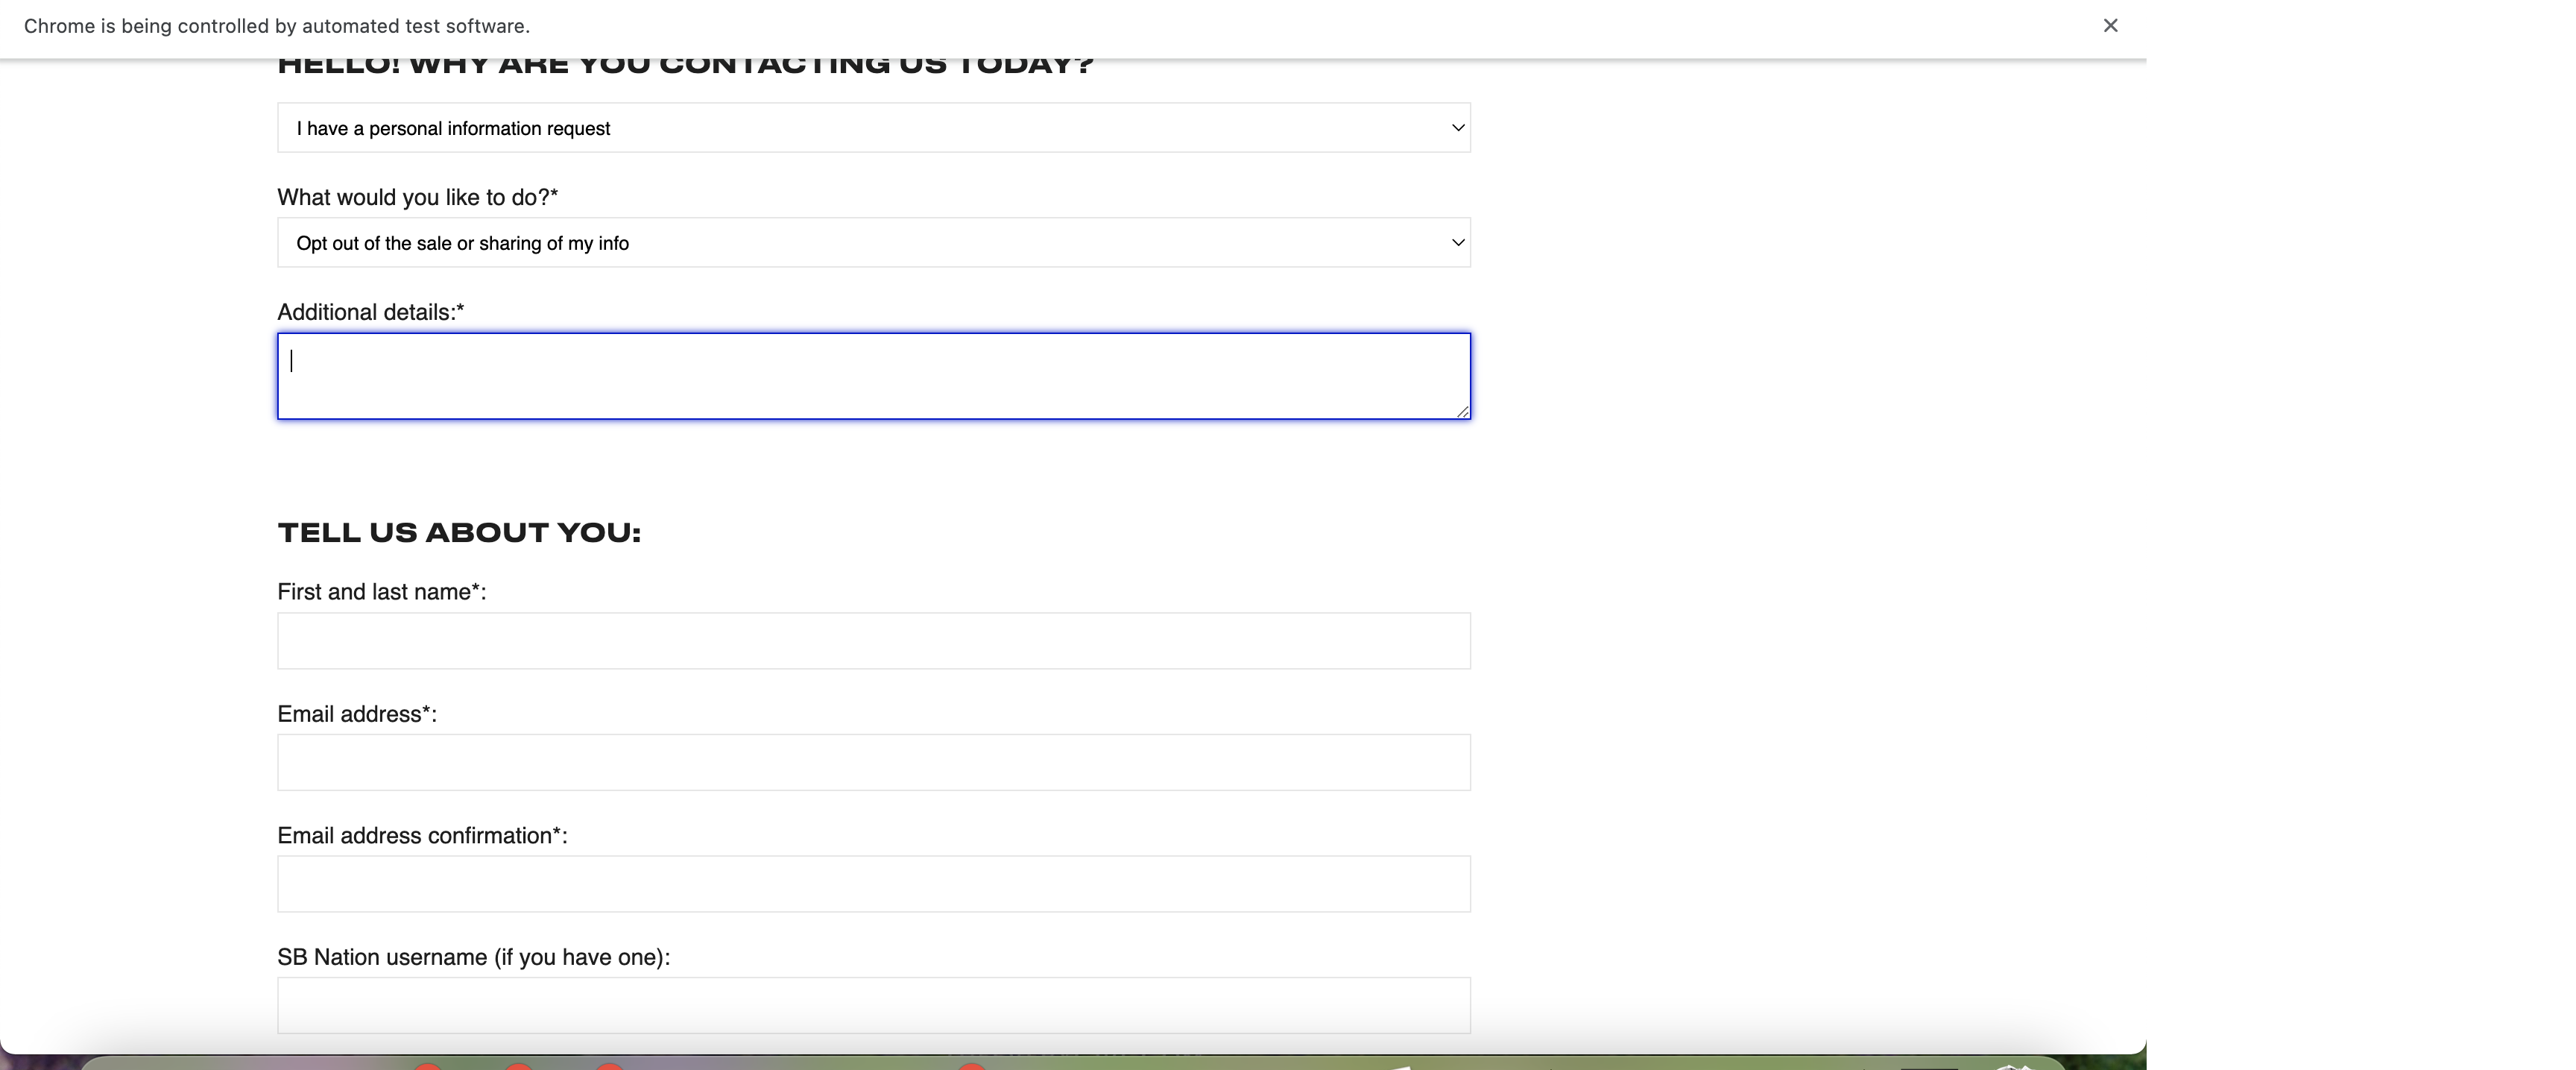 Chrome is being controlled by automated test software.
HELLO! WHY ARE YOU CONTACTING US TODAY?
I have a personal information request
What would you like to do?*
Opt out of the sale or sharing of my info
Additional details:*
TELL US ABOUT YOU:
First and last name*:
Email address*:
Email address confirmation*:
SB Nation username (if you have one):